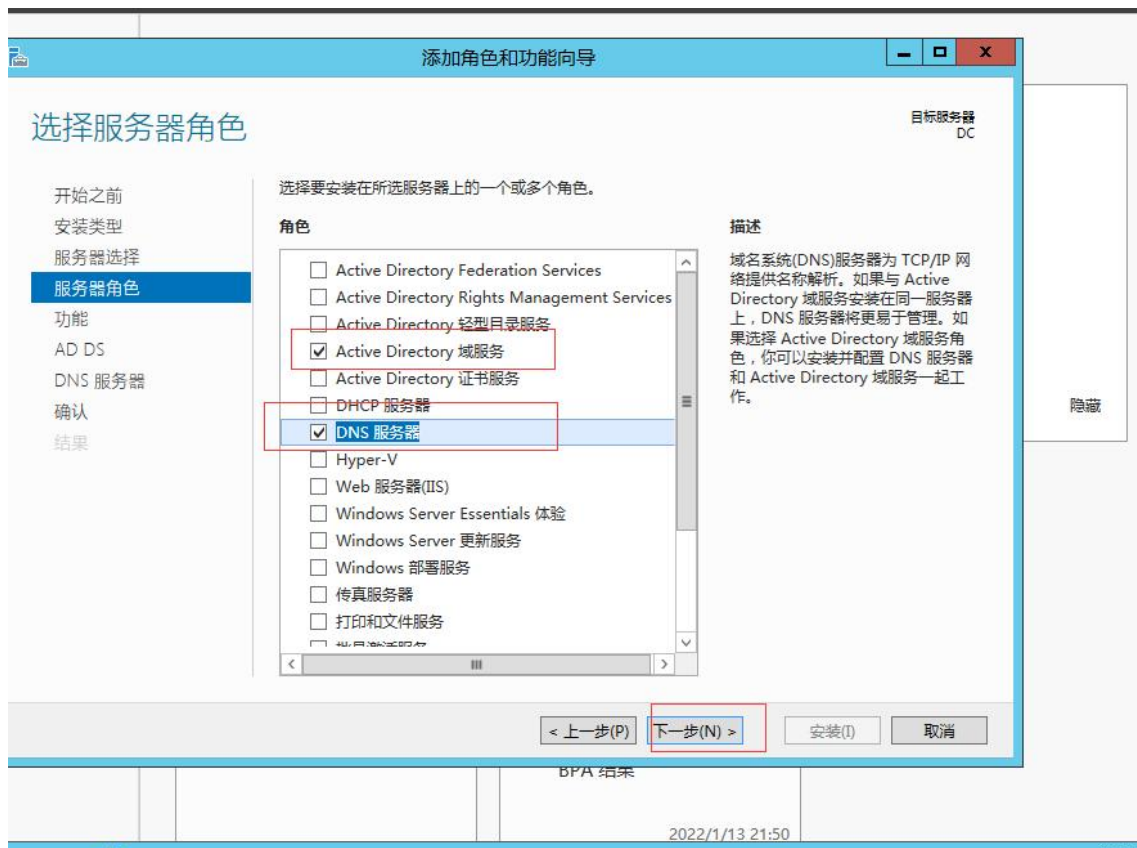 添加角色和功能向导
选择服务器角色
目标服务器
DC
开始之前
安装类型
服务器选择
服务器角色
功能
AD DS
DNS 服务器
确认
结果
选择要安装在所选服务器上的一个或多个角色。
角色
Active Directory Federation Services
Active Directory Rights Management Services
Active Directory 轻型目录服务
Active Directory 域服务
Active Directory 证书服务
DHCP 服务器
DNS 服务器
Hyper-V
Web 服务器(IIS)
Windows Server Essentials 体验
Windows Server 更新服务
Windows 部署服务
传真服务器
打印和文件服务
描述
域名系统(DNS)服务器为 TCP/IP 网
络提供名称解析。如果与 Active
Directory 域服务安装在同一服务器
上，DNS 服务器将更易于管理。如
果选择 Active Directory 域服务角
色，你可以安装并配置 DNS 服务器
和 Active Directory 域服务一起工
作。
隐藏
< 上一步(P)
下一步(N) >
安装(I)
取消
BPA 结果
2022/1/13 21:50